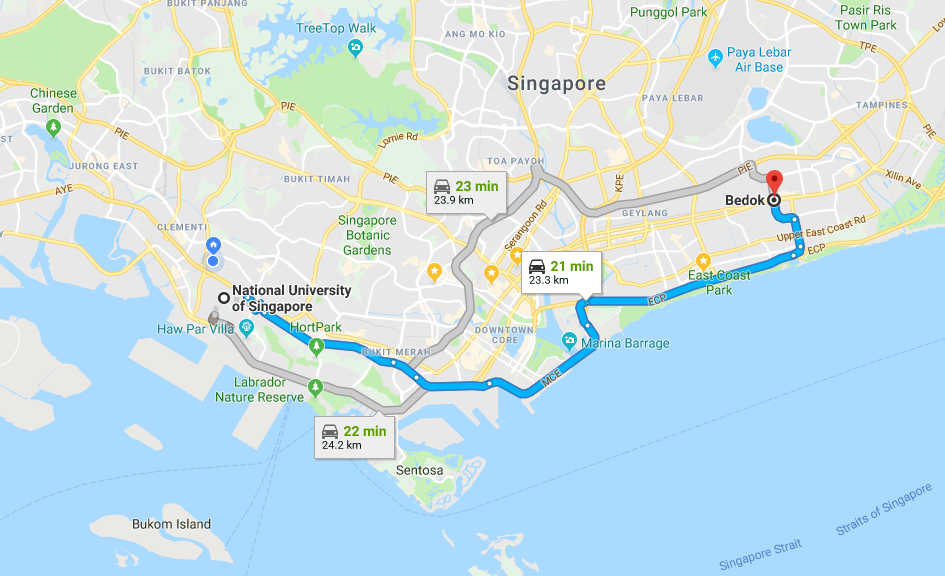 BUKIT PANJANG
TreeTop Walk
ANG MO KIO
Punggol Park
Pasir Ris
Town Park
TPE
Paya Lebar
Air Base
BUKIT BATOK
Singapore
Chinese
Garden
PIE
PAYA LEBAR
TAMPINES
PIE
Lornie Rd
PIE
JURONG EAST
TOA PAYOH
BUKIT TIMAH
PIE
KPE
PIE
Xilin Ave
AYE
23 min
23.9 km
Bedok
GEYLANG
Serangoon Rd
CLEMENTI
Singapore
Botanic
Gardens
Upper East Coast Rd
ECP
21 min
23.3 km
East Coast
Park
National University
of Singapore
ECP
Haw Par Villa
HortPark
DOWNTOWN
CORE
Marina Barrage
BUKIT MERAH
MCE
Labrador
Nature Reserve
22 min
24.2 km
Sentosa
Bukom Island
Straits of Singapore
Singapore Strait